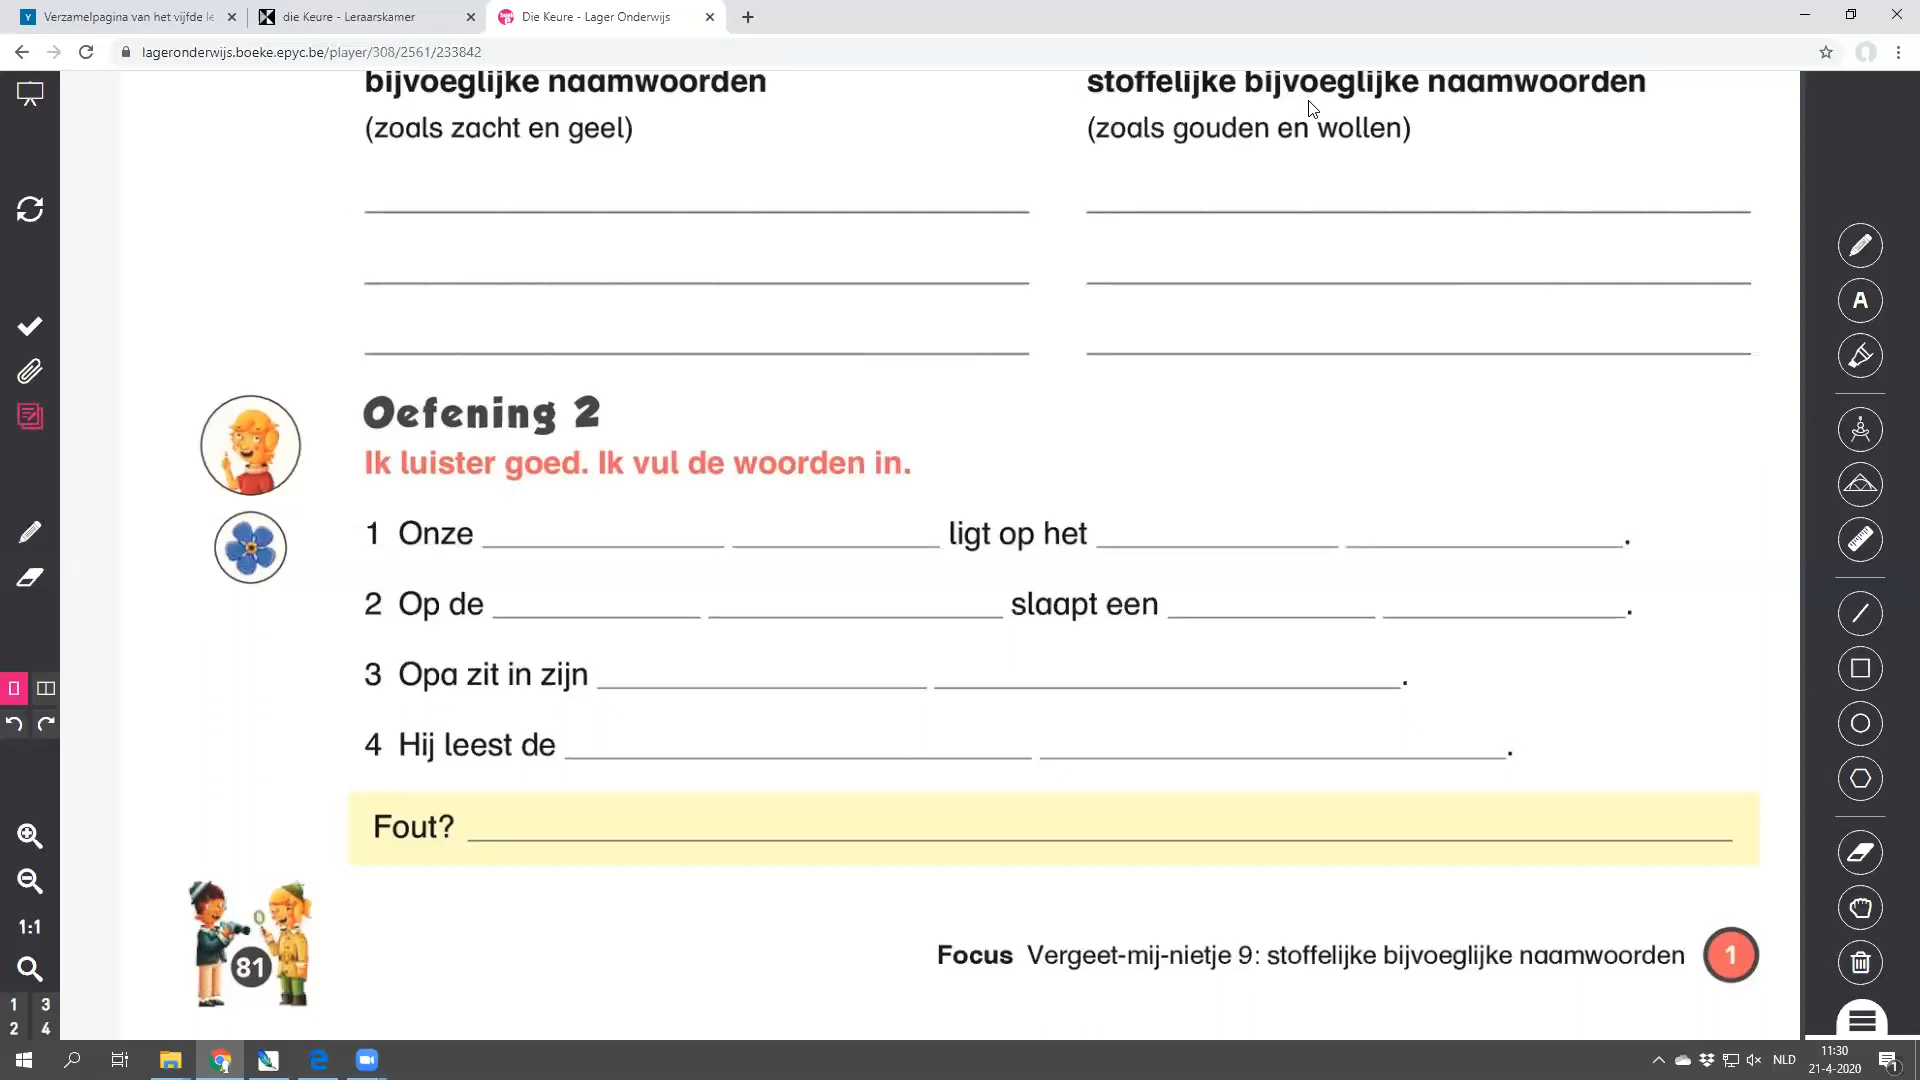 Verzamelpagina van het vijfde le
die Keure - Leraarskamer
Die Keure - Lager Onderwijs
lageronderwijs.boeke.epyc.be/player/308/2561/233842
bijvoeglijke naamwoorden
(zoals zacht en geel)
stoffelijke bijvoeglijke naamwoorden
(zoals gouden en wollen)
Oefening 2
Ik luister goed. Ik vul de woorden in.
1 Onze ligt op het .
2 Op de slaapt een .
3 Opa zit in zijn .
4 Hij leest de .
Fout?
81
Focus Vergeet-mij-nietje 9: stoffelijke bijvoeglijke naamwoorden 1
A
1:1
1 3
2 4
NLD
11:30
21-4-2020
1